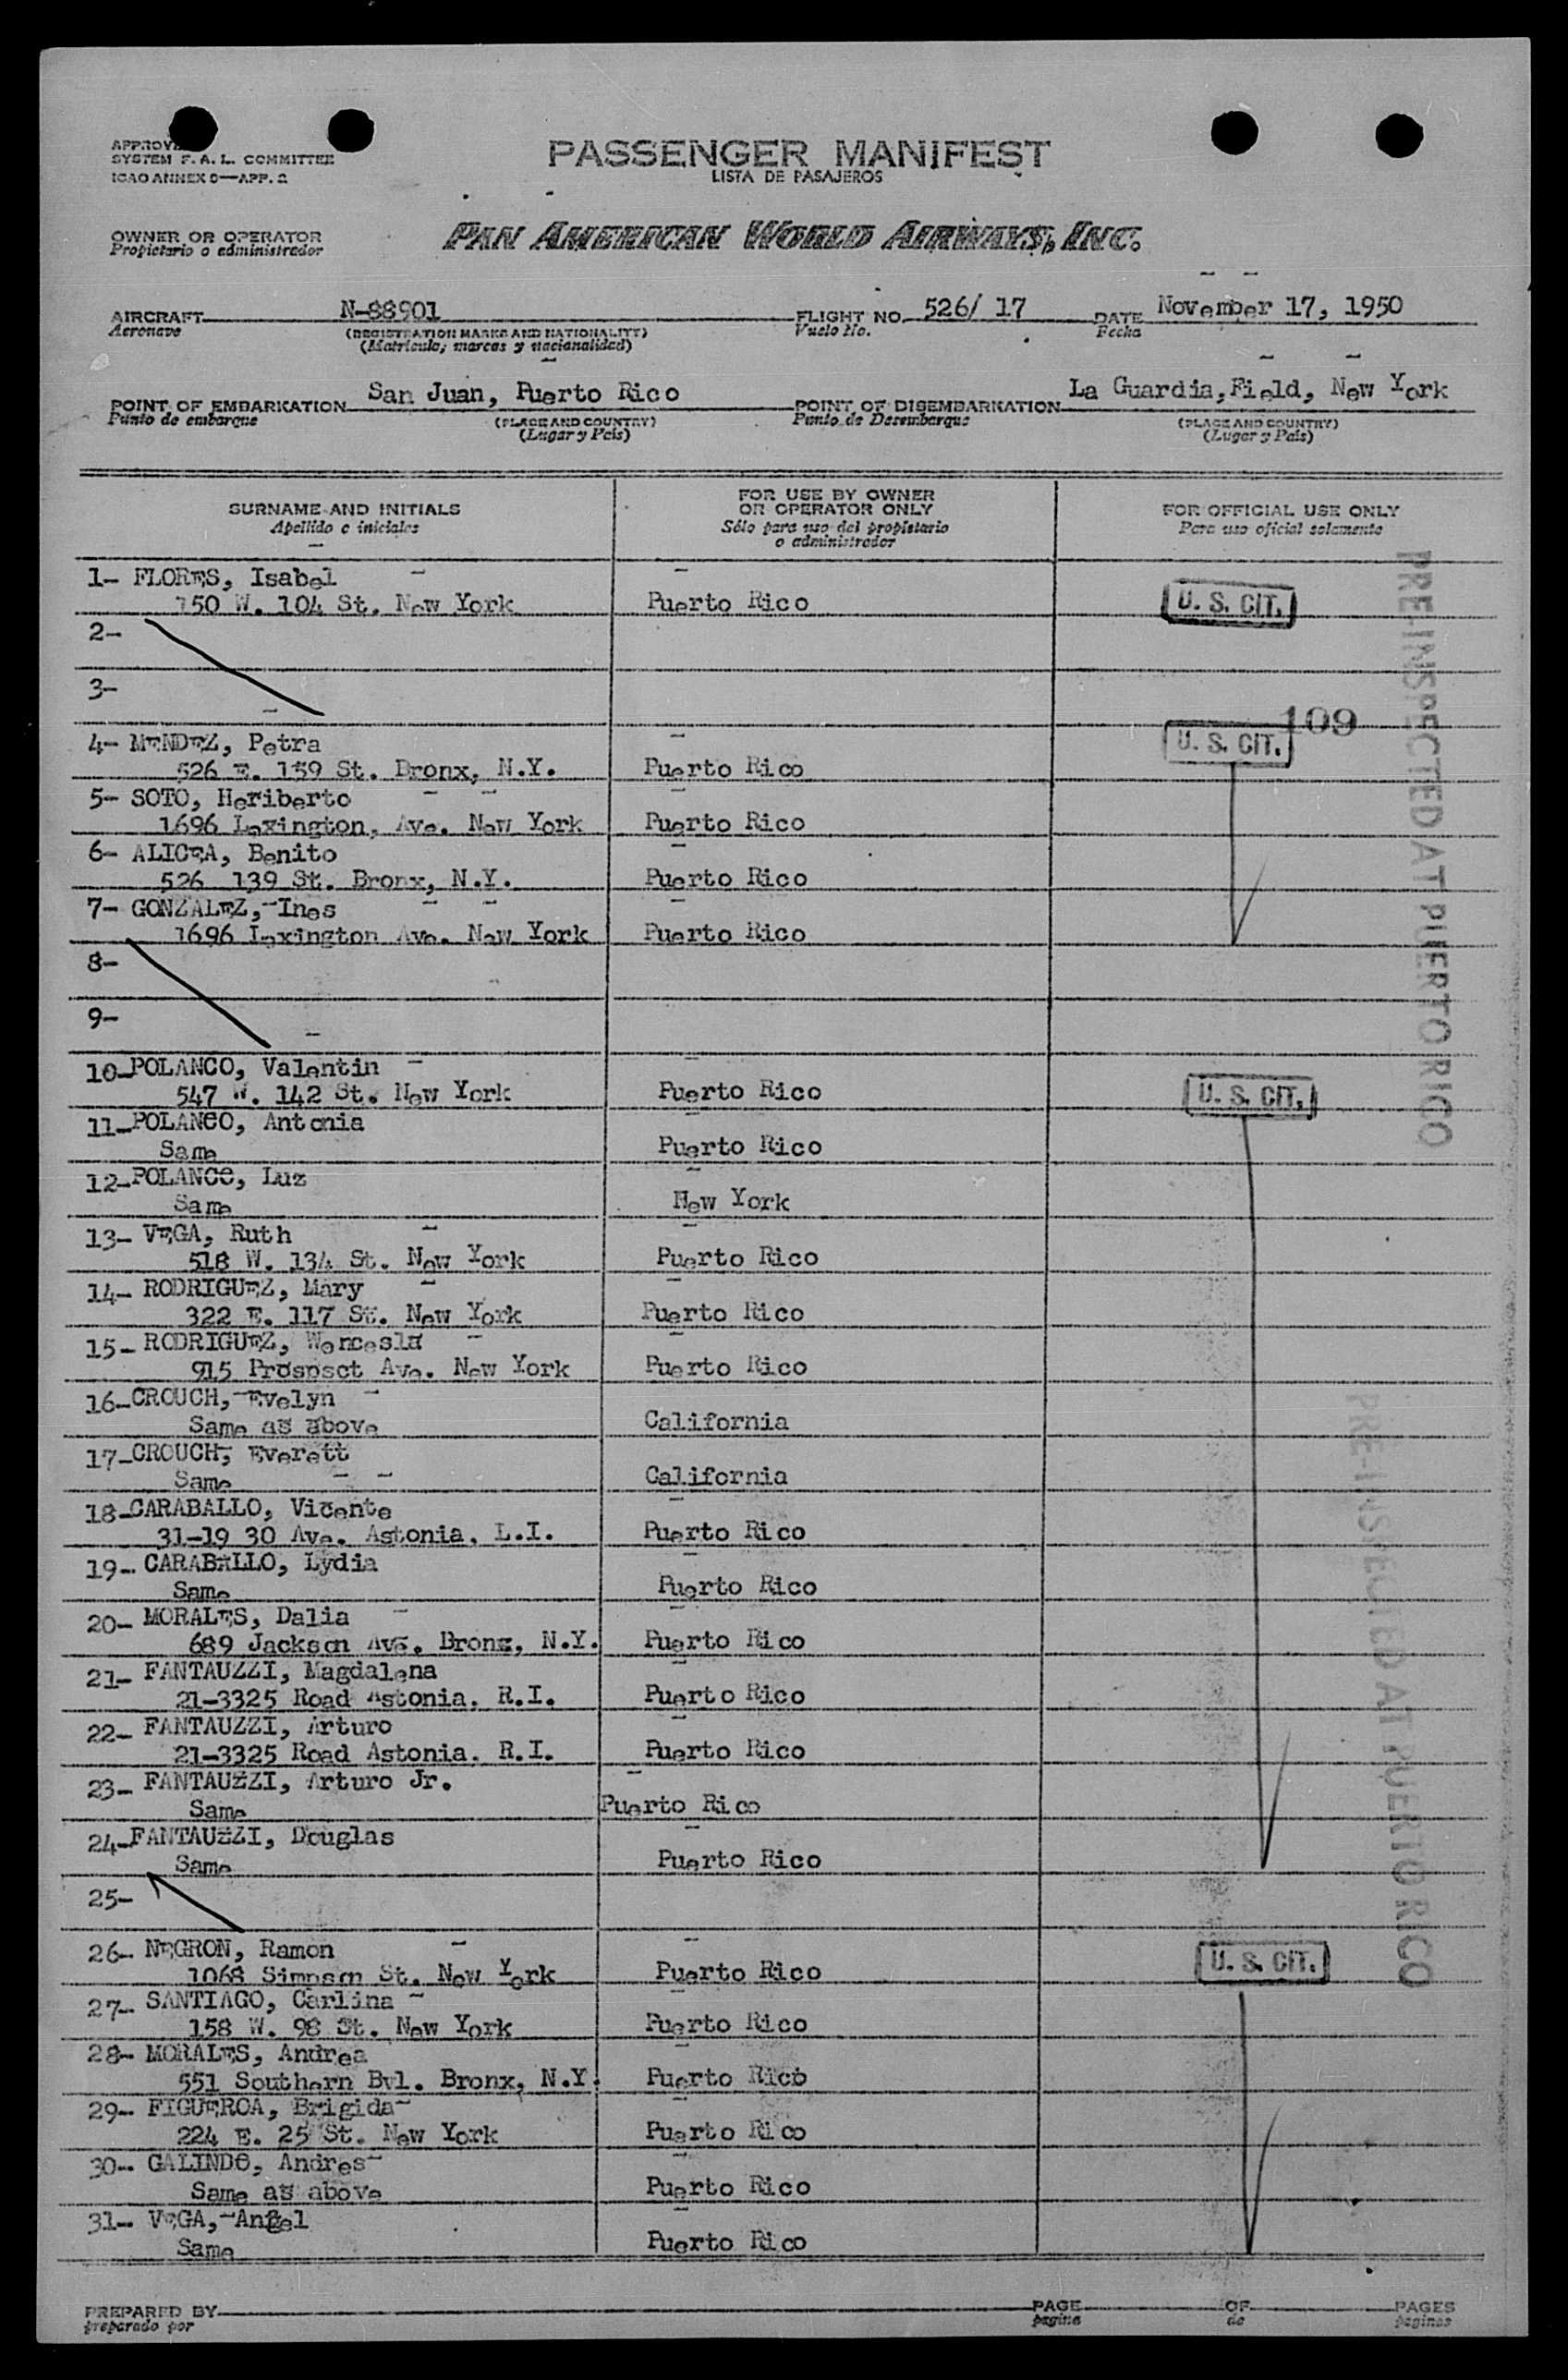 SYSTEM F. A. L. COMMITTEE
ICAO ANNEX 9—APP. 2
PASSENGER MANIFEST
LISTA DE PASAJEROS
OWNER OR OPERATOR
Propietario o administrador
PAN AMERICAN WORLD AIRWAYS, INC.
AIRCRAFT N-88901 FLIGHT NO. 526/ 17 DATE November 17, 1950
Aeronave (REGISTRATION MARKS AND NATIONALITY) Vuelo No. Fecha
(Matrícula, marcas y nacionalidad)
POINT OF EMBARKATION San Juan, Puerto Rico POINT OF DISEMBARKATION La Guardia,Field, New York
Punto de embarque (PLACE AND COUNTRY) Punto de Desembarque (PLACE AND COUNTRY)
(Lugar y País) (Lugar y País)
SURNAME AND INITIALS FOR USE BY OWNER OR OPERATOR ONLY FOR OFFICIAL USE ONLY
Apellido e iniciales Sólo para uso del propietario o administrador Para uso oficial solamente
1- FLORES, Isabel
150 W. 104 St. New York Puerto Rico U. S. CIT.
2-
3-
109
4- MENDEZ, Petra U. S. CIT.
526 E. 139 St. Bronx, N.Y. Puerto Rico
5- SOTO, Heriberto
1696 Lexington, Ave. New York Puerto Rico
6- ALICEA, Benito
526 139 St. Bronx, N.Y. Puerto Rico
7- GONZALEZ, Ines
1696 Lexington Ave. New York Puerto Rico
8-
9-
10-POLANCO, Valentin
547 W. 142 St. New York Puerto Rico U. S. CIT.
11-POLANCO, Antonia
Same Puerto Rico
12-POLANCO, Luz
Same New York
13- VEGA, Ruth
518 W. 134 St. New York Puerto Rico
14- RODRIGUEZ, Mary
322 E. 117 St. New York Puerto Rico
15- RODRIGUEZ, Wencesla
915 Prospect Ave. New York Puerto Rico
16-CROUCH, Evelyn
Same as above California
17-CROUCH, Everett
Same California
18-CARABALLO, Vicente
31-19 30 Ave. Astonia, L.I. Puerto Rico
19- CARABALLO, Lydia
Same Puerto Rico
20- MORALES, Dalia
689 Jackson Ave. Bronx, N.Y. Puerto Rico
21- FANTAUZZI, Magdalena
21-3325 Road Astonia, R.I. Puerto Rico
22- FANTAUZZI, Arturo
21-3325 Road Astonia, R.I. Puerto Rico
23- FANTAUZZI, Arturo Jr.
Same Puerto Rico
24-FANTAUZZI, Douglas
Same Puerto Rico
25-
26- NEGRON, Ramon
1068 Simpson St. New York Puerto Rico U. S. CIT.
27- SANTIAGO, Carlina
158 W. 98 St. New York Puerto Rico
28- MORALES, Andrea
551 Southern Bvl. Bronx, N.Y. Puerto Rico
29- FIGUEROA, Brigida
224 E. 25 St. New York Puerto Rico
30- GALINDO, Andres
Same as above Puerto Rico
31- VEGA, Angel
Same Puerto Rico
PRE-INSPECTED AT PUERTO RICO
PRE-INSPECTED AT PUERTO RICO
PREPARED BY PAGE OF PAGES
preparado por pagina de paginas